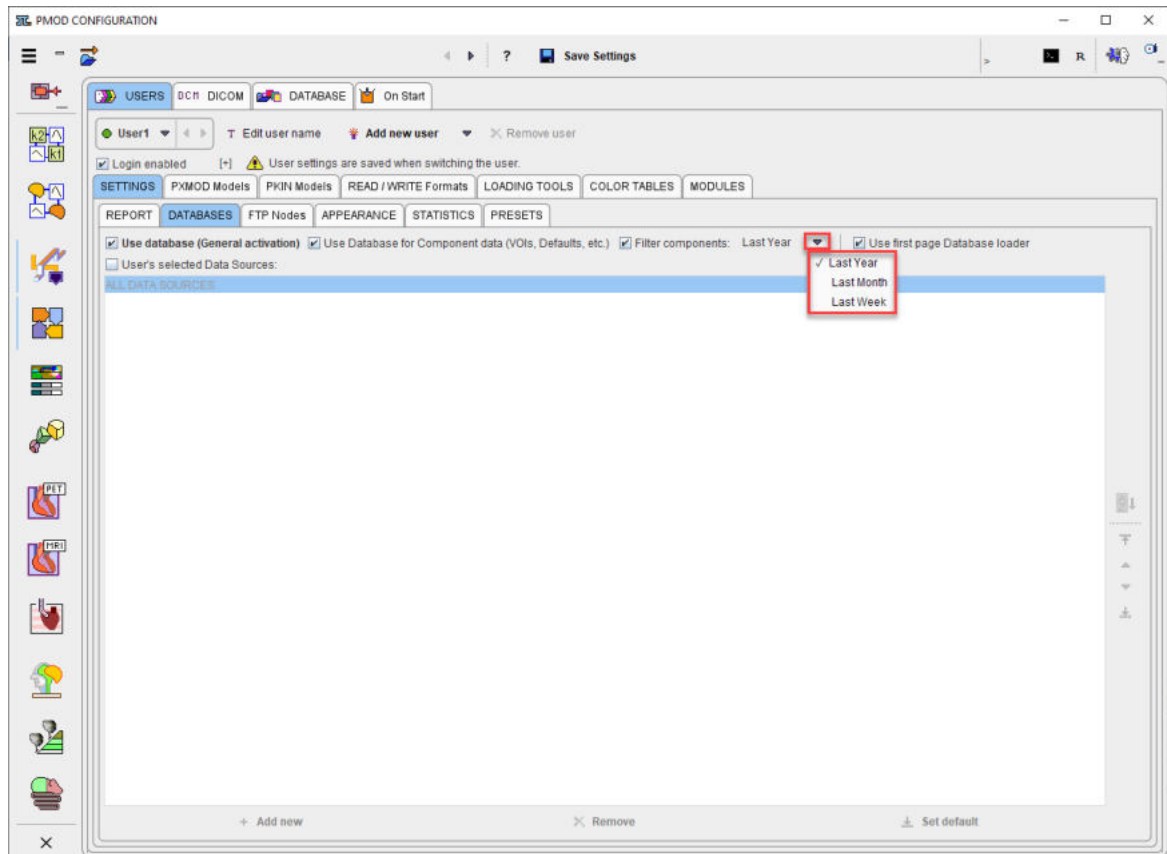 PMOD CONFIGURATION
? Save Settings
> R
USERS DCM DICOM DATABASE On Start
User1 T Edit user name Add new user Remove user
Login enabled [+] User settings are saved when switching the user.
SETTINGS PXMOD Models PKIN Models READ / WRITE Formats LOADING TOOLS COLOR TABLES MODULES
REPORT DATABASES FTP Nodes APPEARANCE STATISTICS PRESETS
Use database (General activation) Use Database for Component data (VOIs, Defaults, etc.) Filter components: Last Year Use first page Database loader
User's selected Data Sources:
✓ Last Year
ALL DATA SOURCES
Last Month
Last Week
k2
k1
PET
MRI
+ Add new Remove Set default